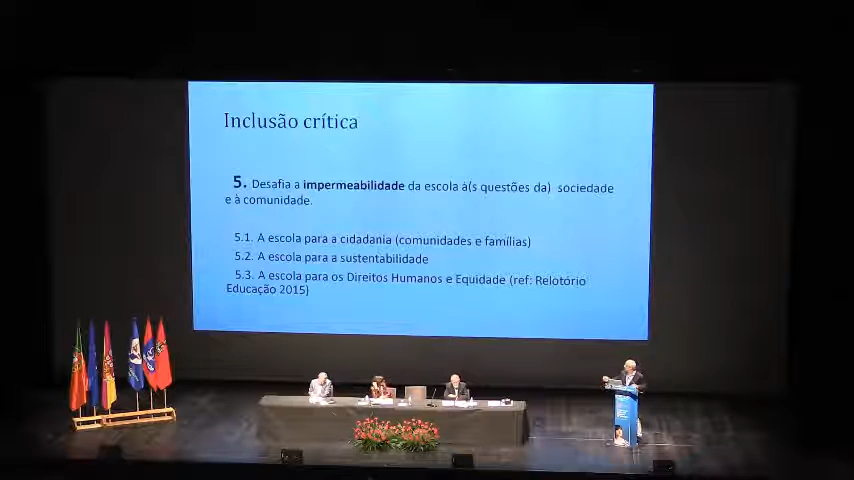 Inclusão crítica
5. Desafia a impermeabilidade da escola à(s questões da) sociedade
e à comunidade.
5.1. A escola para a cidadania (comunidades e famílias)
5.2. A escola para a sustentabilidade
5.3. A escola para os Direitos Humanos e Equidade (ref: Relotório
Educação 2015)